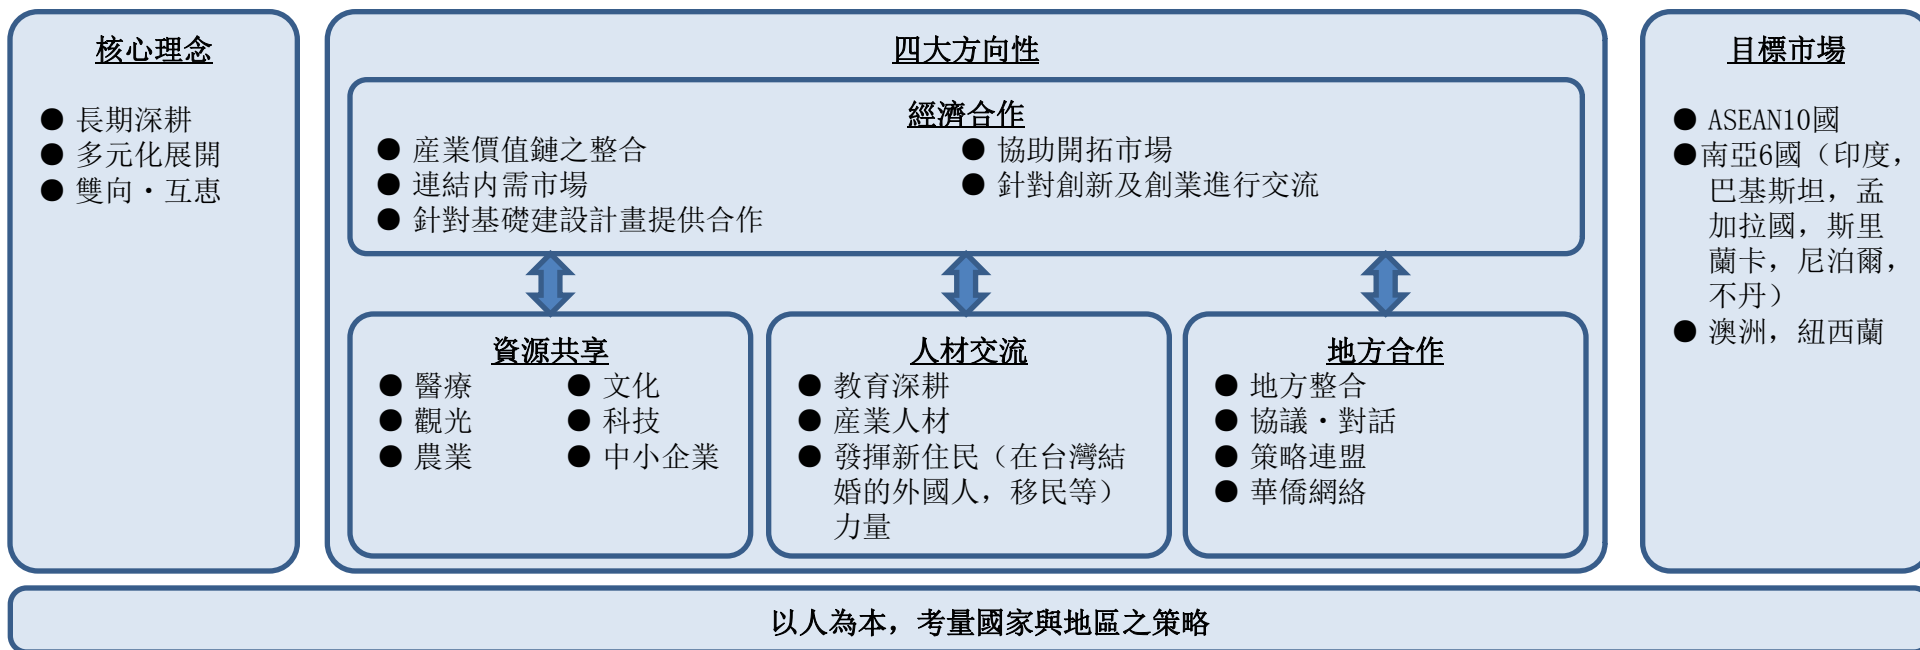 核心理念
● 長期深耕
● 多元化展開
● 雙向・互恵
四大方向性
經濟合作
● 産業價值鏈之整合
● 連結内需市場
● 針對基礎建設計畫提供合作
● 協助開拓市場
● 針對創新及創業進行交流
資源共享
● 醫療
● 觀光
● 農業
● 文化
● 科技
● 中小企業
人材交流
● 教育深耕
● 産業人材
● 發揮新住民（在台灣結
婚的外國人，移民等）
力量
地方合作
● 地方整合
● 協議・對話
● 策略連盟
● 華僑網絡
目標市場
● ASEAN10國
●南亞6國（印度，
巴基斯坦，孟
加拉國，斯里
蘭卡，尼泊爾，
不丹）
● 澳洲，紐西蘭
以人為本，考量國家與地區之策略